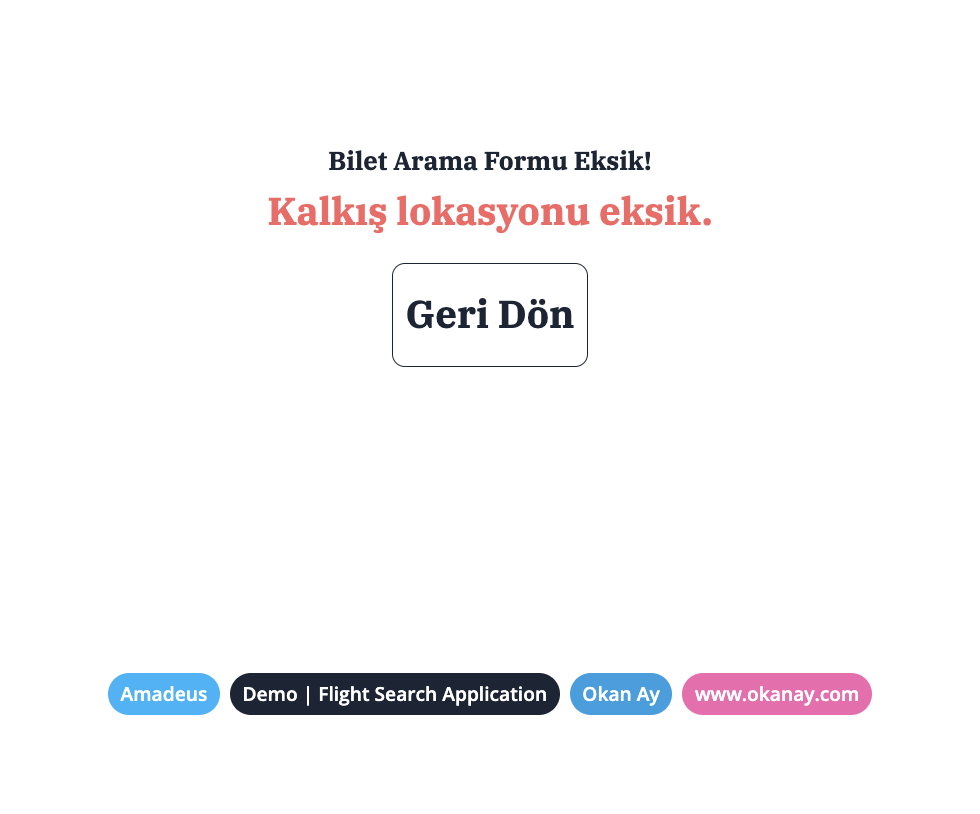 Bilet Arama Formu Eksik!
Kalkış lokasyonu eksik.
Geri Dön
Amadeus Demo | Flight Search Application Okan Ay www.okanay.com